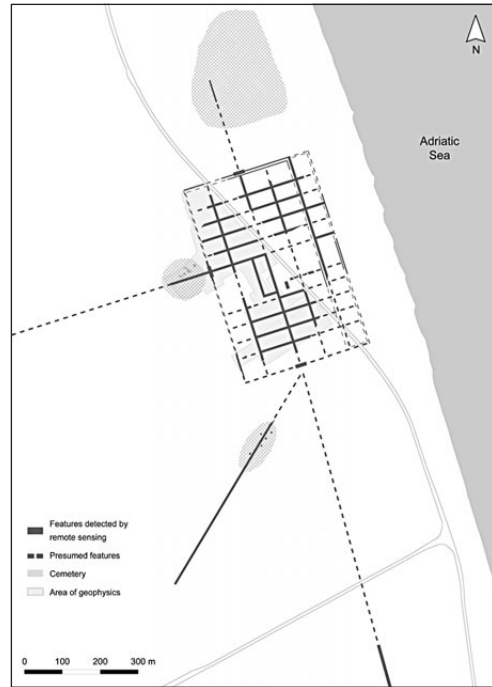 N
Adriatic
Sea
Features detected by
remote sensing
Presumed features
Cemetery
Area of geophysics
0 100 200 300 m